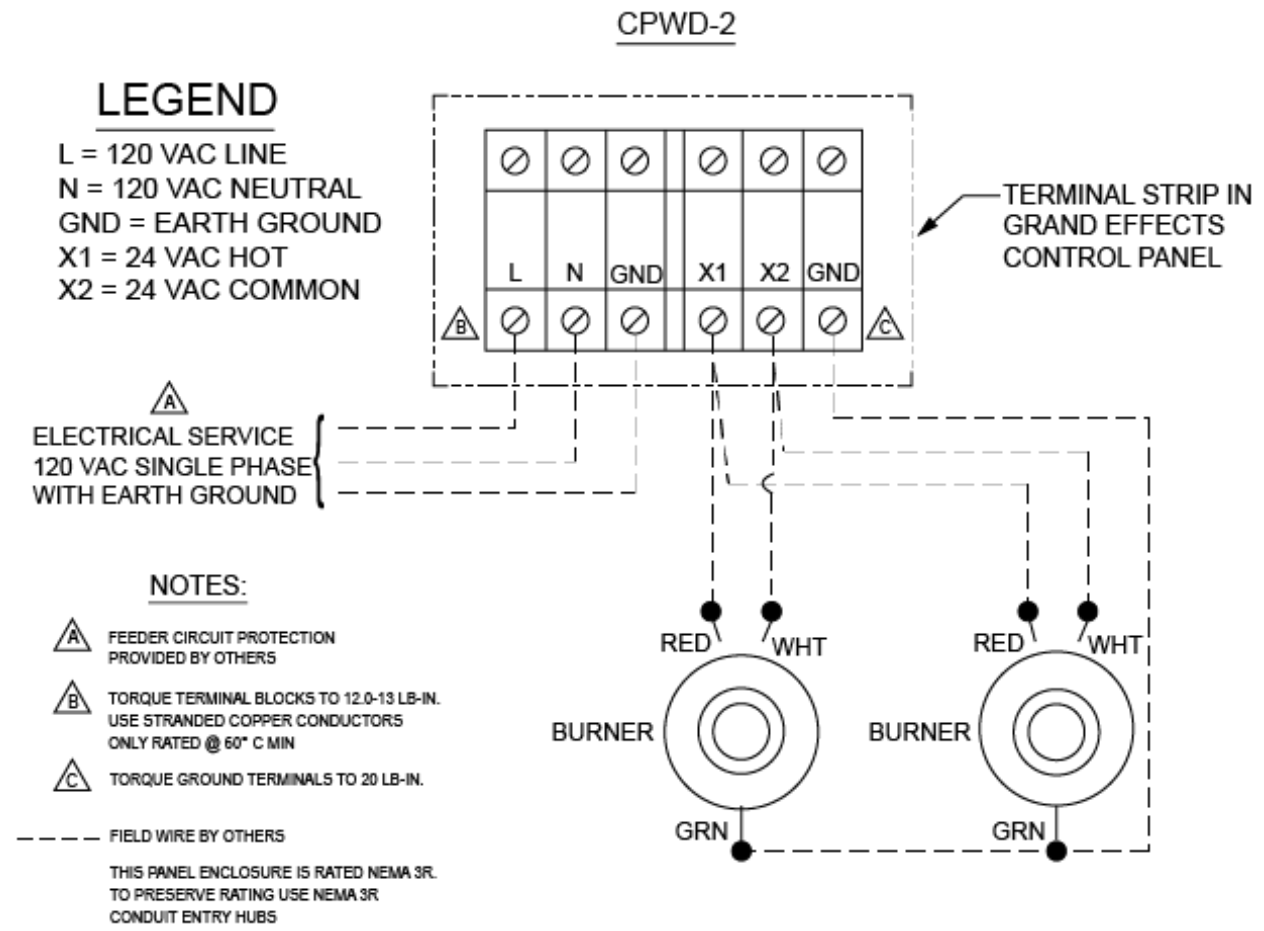 CPWD-2
LEGEND
L = 120 VAC LINE
N = 120 VAC NEUTRAL
GND = EARTH GROUND
X1 = 24 VAC HOT
X2 = 24 VAC COMMON
L N GND X1 X2 GND
B
C
TERMINAL STRIP IN
GRAND EFFECTS
CONTROL PANEL
A
ELECTRICAL SERVICE
120 VAC SINGLE PHASE
WITH EARTH GROUND
RED WHT
BURNER
GRN
RED WHT
BURNER
GRN
NOTES:
A FEEDER CIRCUIT PROTECTION
PROVIDED BY OTHERS
B TORQUE TERMINAL BLOCKS TO 12.0-13 LB-IN.
USE STRANDED COPPER CONDUCTORS
ONLY RATED @ 60° C MIN
C TORQUE GROUND TERMINALS TO 20 LB-IN.
FIELD WIRE BY OTHERS
THIS PANEL ENCLOSURE IS RATED NEMA 3R.
TO PRESERVE RATING USE NEMA 3R
CONDUIT ENTRY HUBS